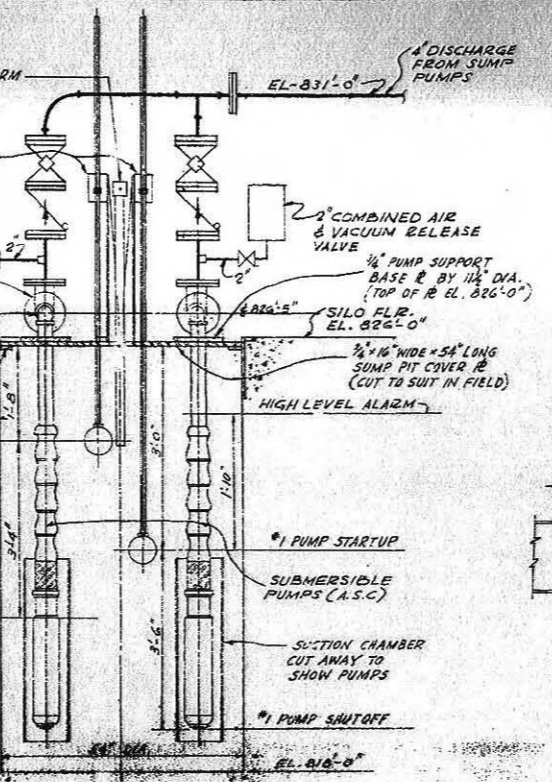 4" DISCHARGE
FROM SUMP
PUMPS
EL-831'-0"
RM
2" COMBINED AIR
& VACUUM RELEASE
VALVE
2"
2"
1/4" PUMP SUPPORT
BASE ℞ BY 11½" DIA.
(TOP OF ℞ EL. 826'-0")
℄ 826'-5"
SILO FLR.
EL. 826'-0"
3/4 × 16" WIDE × 54" LONG
SUMP PIT COVER ℞
(CUT TO SUIT IN FIELD)
1'-8"
HIGH LEVEL ALARM
3'-0"
1'-10"
3'-4"
#1 PUMP STARTUP
SUBMERSIBLE
PUMPS (A.S.C)
3'-6"
SUCTION CHAMBER
CUT AWAY TO
SHOW PUMPS
#1 PUMP SHUTOFF
DIA.
EL. 818'-0"